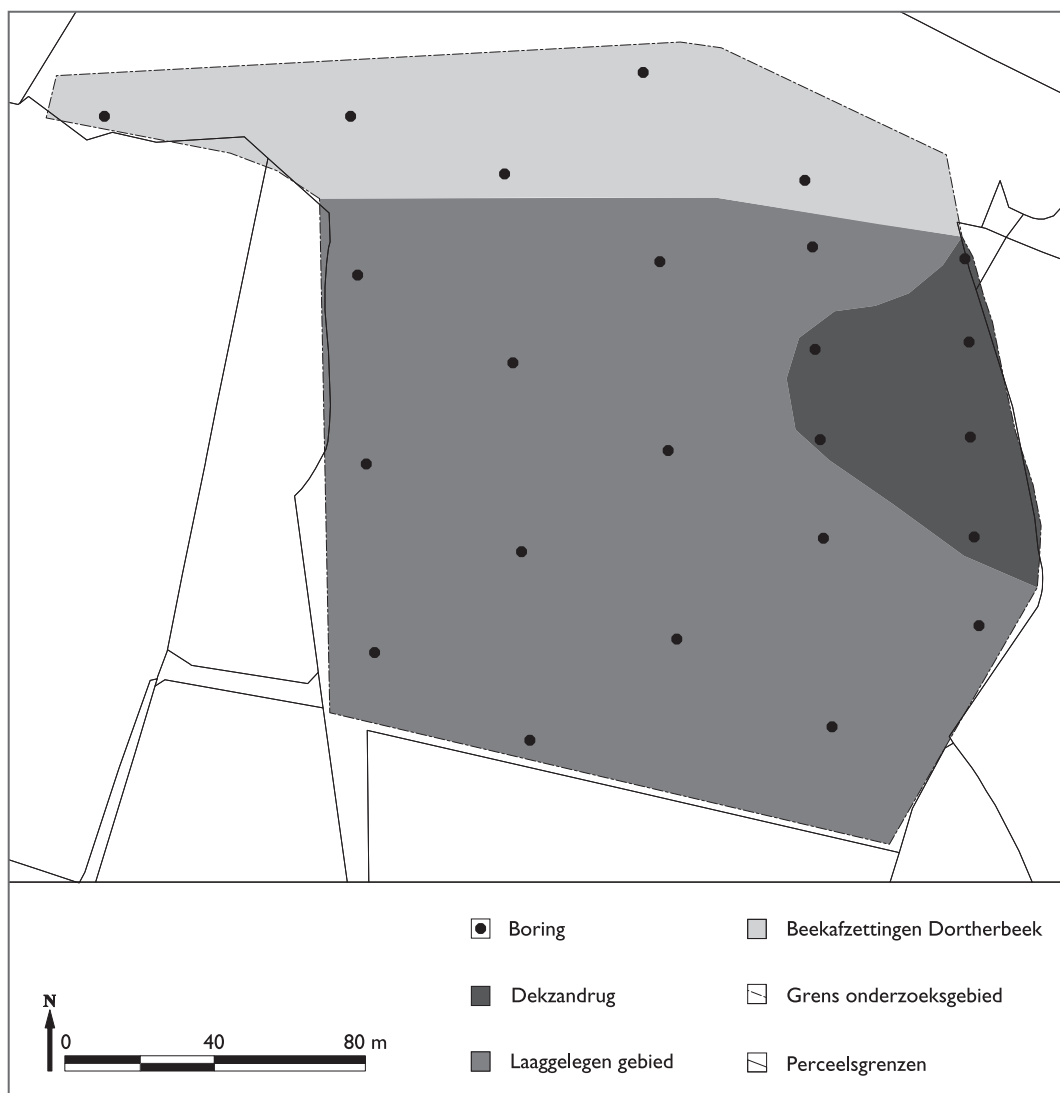 Boring
Beekafzettingen Dortherbeek
Dekzandrug
Grens onderzoeksgebied
Laaggelegen gebied
Perceelsgrenzen
N
0 40 80 m